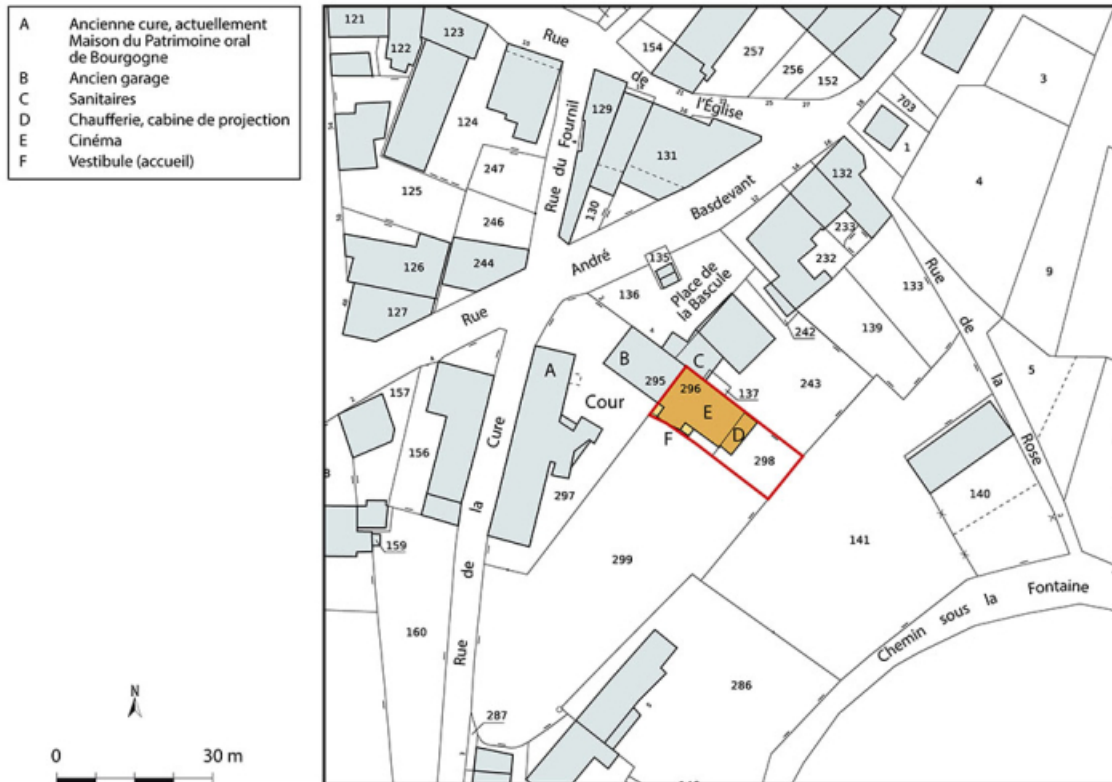 A Ancienne cure, actuellement
Maison du Patrimoine oral
de Bourgogne
B Ancien garage
C Sanitaires
D Chaufferie, cabine de projection
E Cinéma
F Vestibule (accueil)
N
0 30 m
121
122
123
124
125
247
246
244
126
127
Rue du Fournil
129
130
131
Rue de l'Église
154
257
256
152
703
1
3
4
9
5
Rue André Basdevant
132
233
232
133
139
242
243
135
136
Place de
la Bascule
137
A
B
C
D
E
F
Cour
295
296
297
298
299
157
156
159
160
Rue de la Cure
287
286
140
141
Rue de la Rose
Chemin sous la Fontaine